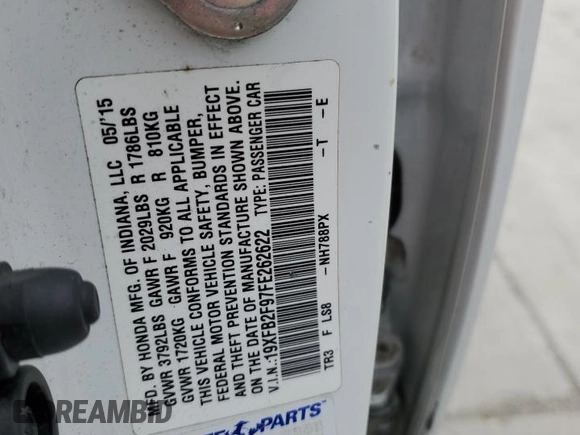 MFD. BY HONDA MFG. OF INDIANA, LLC 05/'15
GVWR 3792LBS GAWR F 2029LBS R 1786LBS
GVWR 1720KG GAWR F 920KG R 810KG
THIS VEHICLE CONFORMS TO ALL APPLICABLE
FEDERAL MOTOR VEHICLE SAFETY, BUMPER,
AND THEFT PREVENTION STANDARDS IN EFFECT
ON THE DATE OF MANUFACTURE SHOWN ABOVE.
V.I.N.:19XFB2F97FE262622 TYPE: PASSENGER CAR
TR3 F LS8 -NH788PX -T -E
PARTS™
DREAMBID